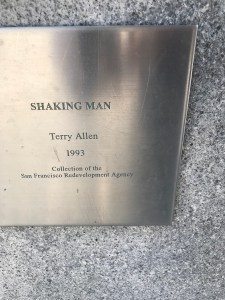 SHAKING MAN
Terry Allen
1993
Collection of the
San Francisco Redevelopment Agency